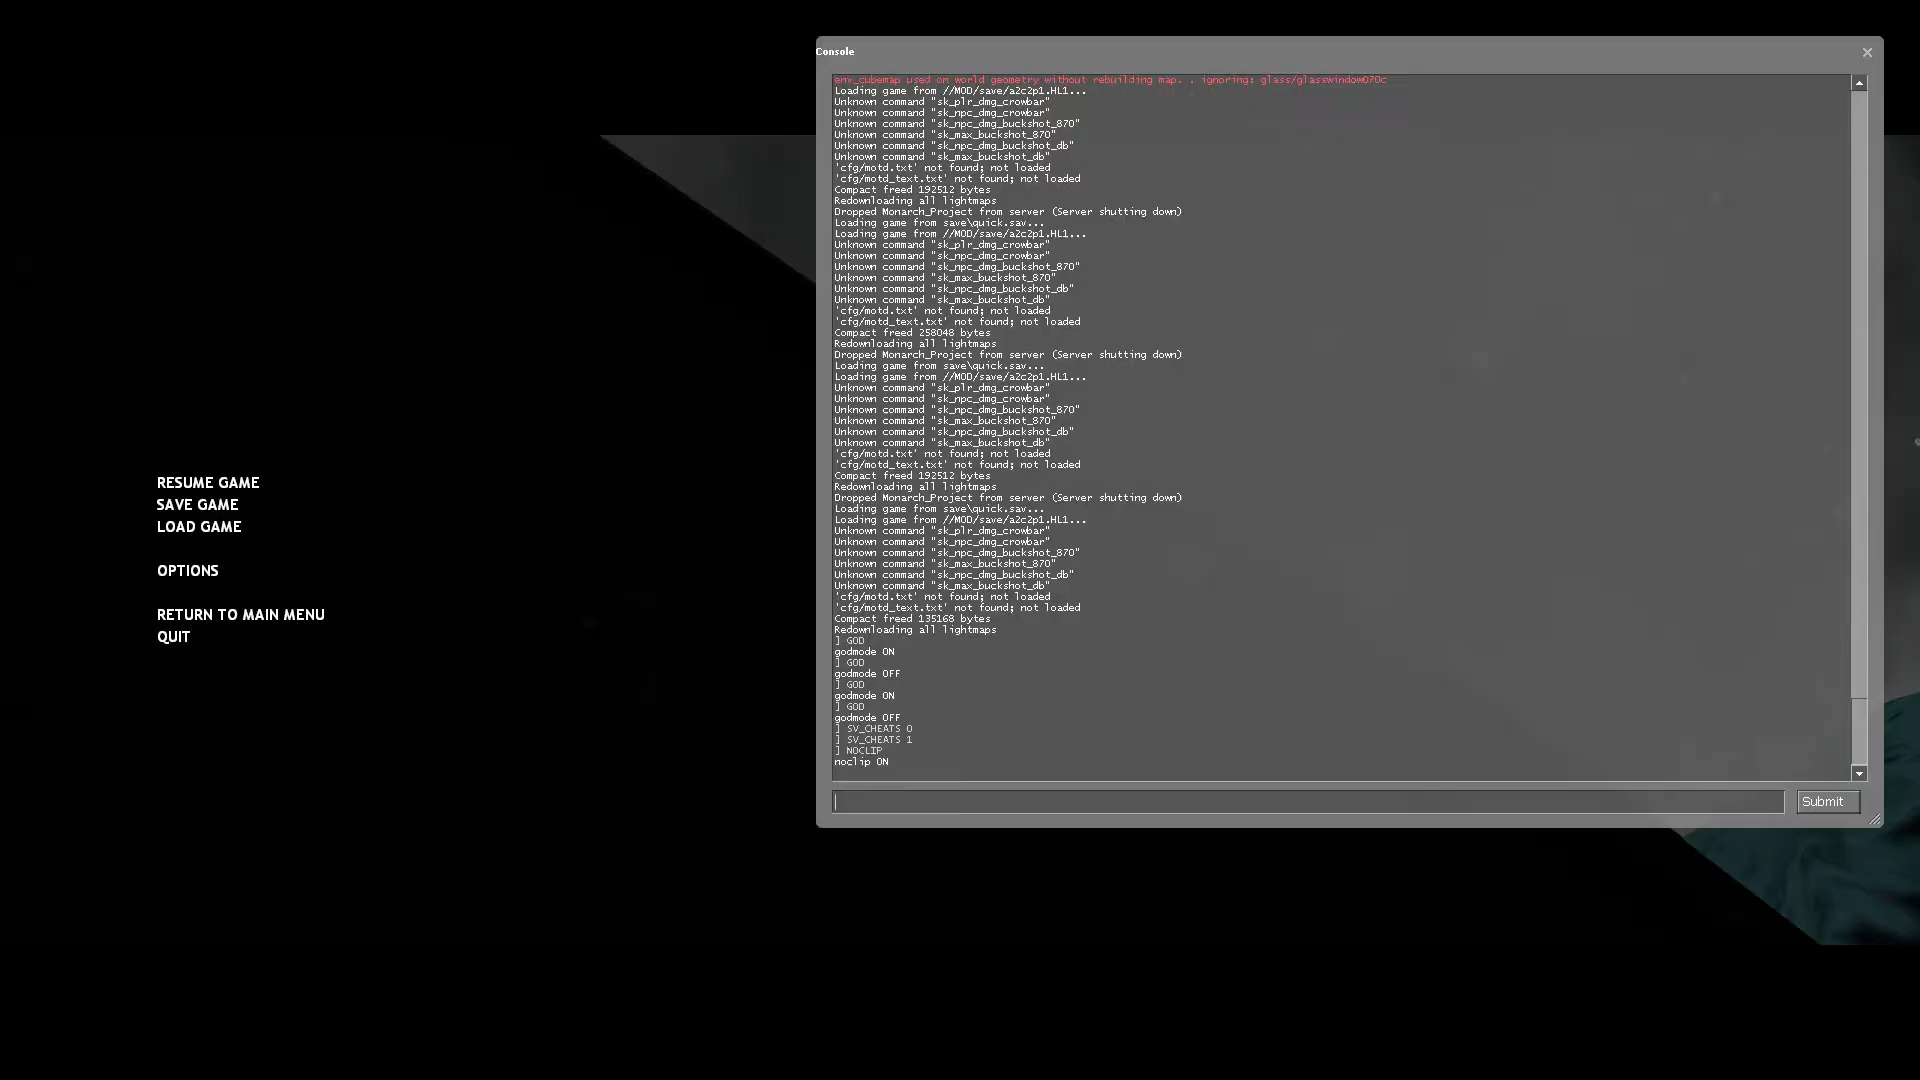 Console
env_cubemap used on world geometry without rebuilding map. . ignoring: glass/glasswindow070c
Loading game from //MOD/save/a2c2p1.HL1...
Unknown command "sk_plr_dmg_crowbar"
Unknown command "sk_npc_dmg_crowbar"
Unknown command "sk_npc_dmg_buckshot_870"
Unknown command "sk_max_buckshot_870"
Unknown command "sk_npc_dmg_buckshot_db"
Unknown command "sk_max_buckshot_db"
'cfg/motd.txt' not found; not loaded
'cfg/motd_text.txt' not found; not loaded
Compact freed 192512 bytes
Redownloading all lightmaps
Dropped Monarch_Project from server (Server shutting down)
Loading game from save\quick.sav...
Loading game from //MOD/save/a2c2p1.HL1...
Unknown command "sk_plr_dmg_crowbar"
Unknown command "sk_npc_dmg_crowbar"
Unknown command "sk_npc_dmg_buckshot_870"
Unknown command "sk_max_buckshot_870"
Unknown command "sk_npc_dmg_buckshot_db"
Unknown command "sk_max_buckshot_db"
'cfg/motd.txt' not found; not loaded
'cfg/motd_text.txt' not found; not loaded
Compact freed 258048 bytes
Redownloading all lightmaps
Dropped Monarch_Project from server (Server shutting down)
Loading game from save\quick.sav...
Loading game from //MOD/save/a2c2p1.HL1...
Unknown command "sk_plr_dmg_crowbar"
Unknown command "sk_npc_dmg_crowbar"
Unknown command "sk_npc_dmg_buckshot_870"
Unknown command "sk_max_buckshot_870"
Unknown command "sk_npc_dmg_buckshot_db"
Unknown command "sk_max_buckshot_db"
'cfg/motd.txt' not found; not loaded
'cfg/motd_text.txt' not found; not loaded
Compact freed 192512 bytes
Redownloading all lightmaps
Dropped Monarch_Project from server (Server shutting down)
Loading game from save\quick.sav...
Loading game from //MOD/save/a2c2p1.HL1...
Unknown command "sk_plr_dmg_crowbar"
Unknown command "sk_npc_dmg_crowbar"
Unknown command "sk_npc_dmg_buckshot_870"
Unknown command "sk_max_buckshot_870"
Unknown command "sk_npc_dmg_buckshot_db"
Unknown command "sk_max_buckshot_db"
'cfg/motd.txt' not found; not loaded
'cfg/motd_text.txt' not found; not loaded
Compact freed 135168 bytes
Redownloading all lightmaps
] GOD
godmode ON
] GOD
godmode OFF
] GOD
godmode ON
] GOD
godmode OFF
] SV_CHEATS 0
] SV_CHEATS 1
] NOCLIP
noclip ON
Submit
RESUME GAME
SAVE GAME
LOAD GAME
OPTIONS
RETURN TO MAIN MENU
QUIT